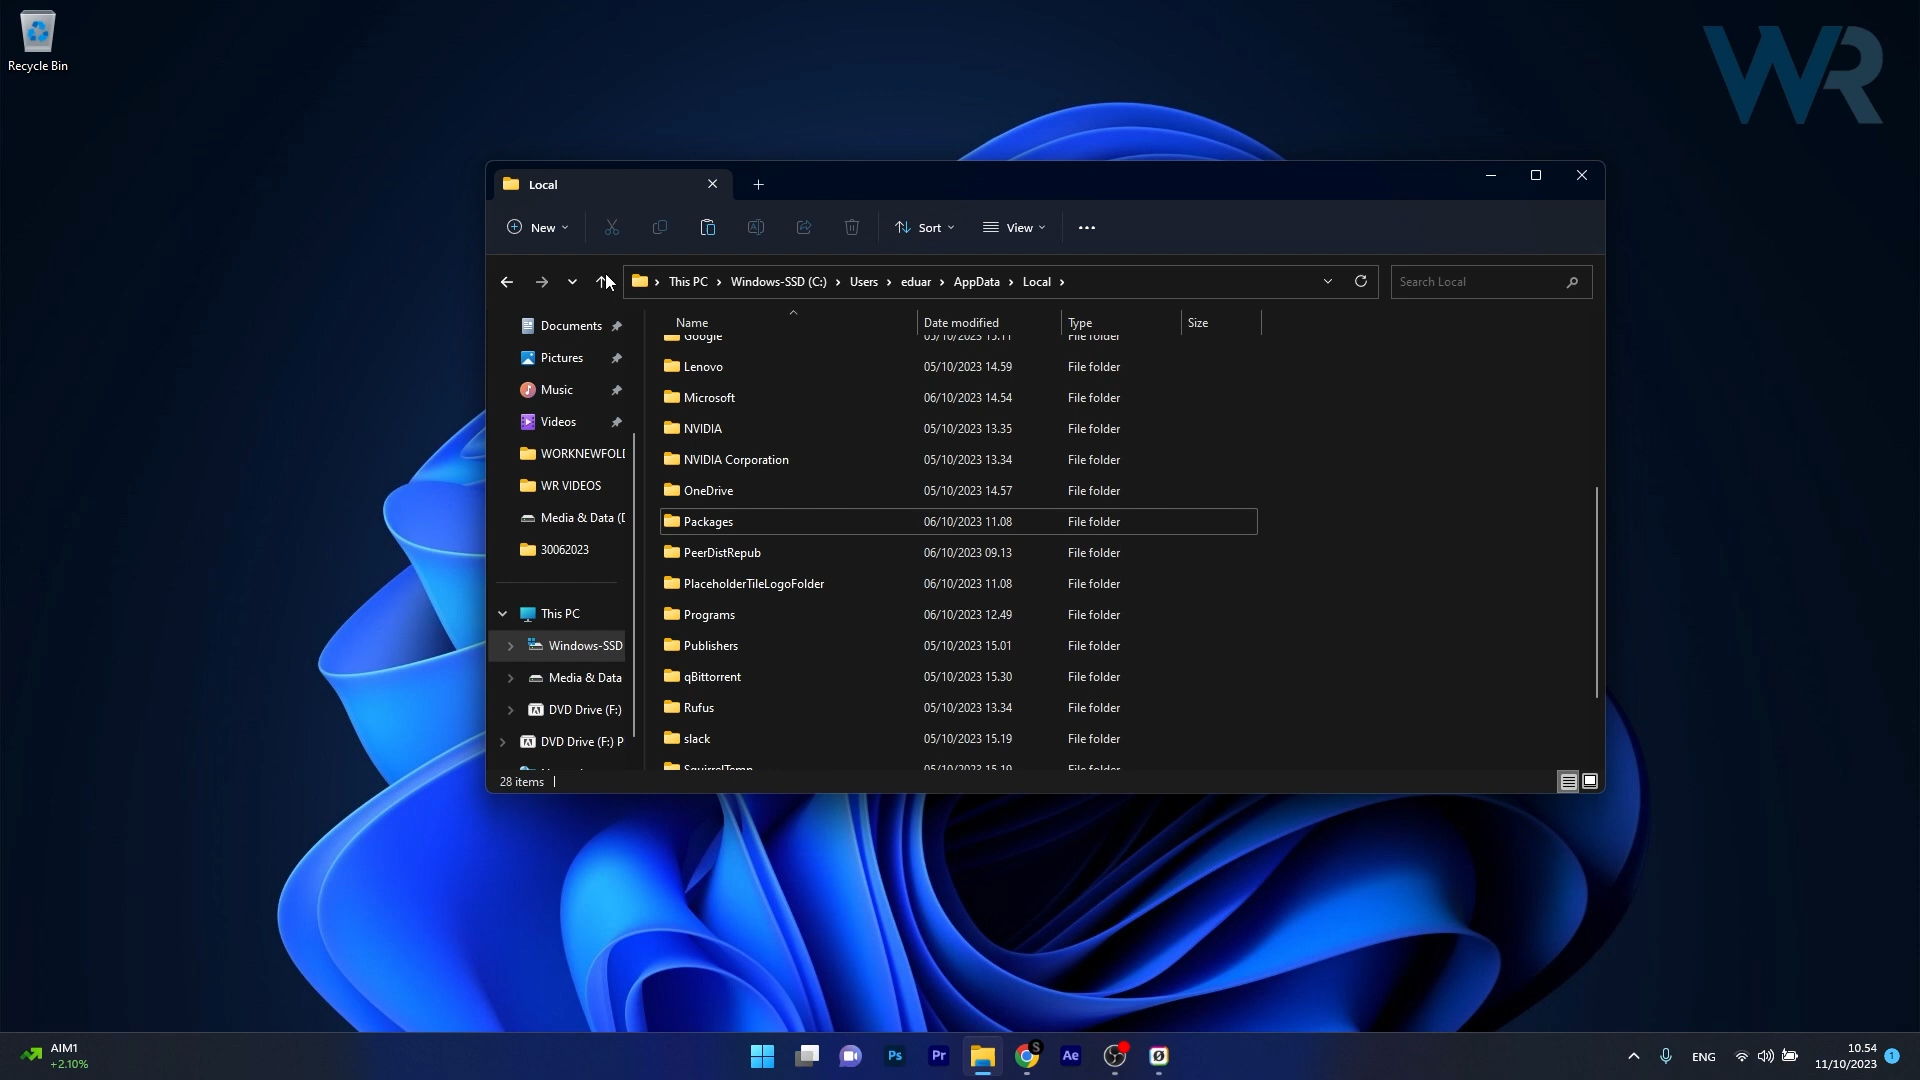 Recycle Bin
WR
Local
New
Sort
View
This PC
Windows-SSD (C:)
Users
eduar
AppData
Local
Search Local
Name
Date modified
Type
Size
Documents
Pictures
Music
Videos
WORKNEWFOL
WR VIDEOS
Media & Data (
30062023
This PC
Windows-SSD
Media & Data
DVD Drive (F:)
DVD Drive (F:) P
Google 05/10/2023 15.11 File folder
Lenovo 05/10/2023 14.59 File folder
Microsoft 06/10/2023 14.54 File folder
NVIDIA 05/10/2023 13.35 File folder
NVIDIA Corporation 05/10/2023 13.34 File folder
OneDrive 05/10/2023 14.57 File folder
Packages 06/10/2023 11.08 File folder
PeerDistRepub 06/10/2023 09.13 File folder
PlaceholderTileLogoFolder 06/10/2023 11.08 File folder
Programs 06/10/2023 12.49 File folder
Publishers 05/10/2023 15.01 File folder
qBittorrent 05/10/2023 15.30 File folder
Rufus 05/10/2023 13.34 File folder
slack 05/10/2023 15.19 File folder
SquirrelTemp 05/10/2023 15.19 File folder
28 items
AIM1
+2.10%
Ps
Pr
S
Ae
ENG
10.54
11/10/2023
1